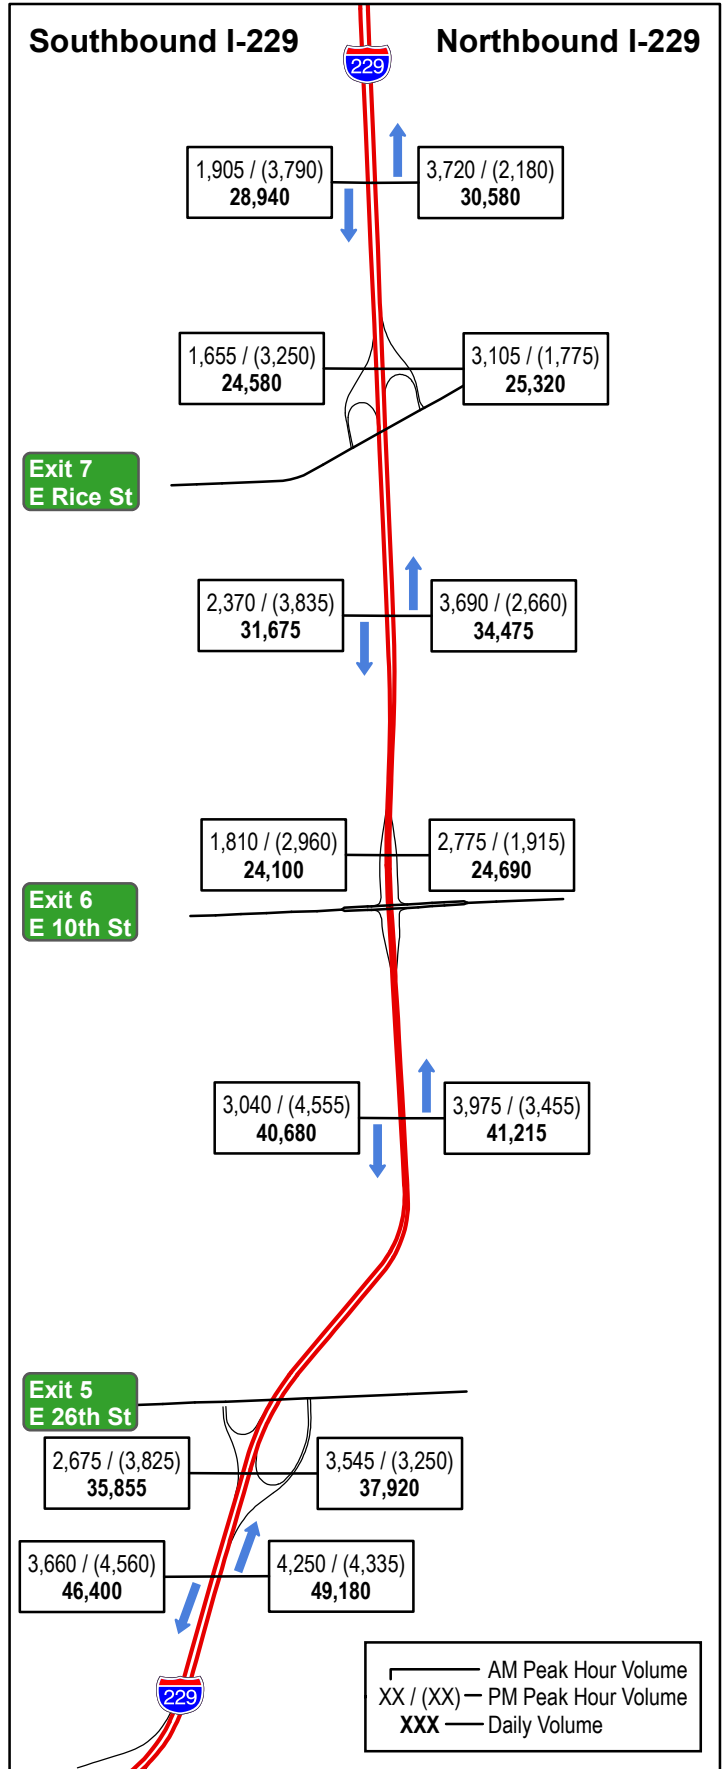 Southbound I-229
Northbound I-229
229
1,905 / (3,790)
28,940
3,720 / (2,180)
30,580
1,655 / (3,250)
24,580
3,105 / (1,775)
25,320
Exit 7
E Rice St
2,370 / (3,835)
31,675
3,690 / (2,660)
34,475
1,810 / (2,960)
24,100
2,775 / (1,915)
24,690
Exit 6
E 10th St
3,040 / (4,555)
40,680
3,975 / (3,455)
41,215
Exit 5
E 26th St
2,675 / (3,825)
35,855
3,545 / (3,250)
37,920
3,660 / (4,560)
46,400
4,250 / (4,335)
49,180
229
AM Peak Hour Volume
XX / (XX) PM Peak Hour Volume
XXX Daily Volume